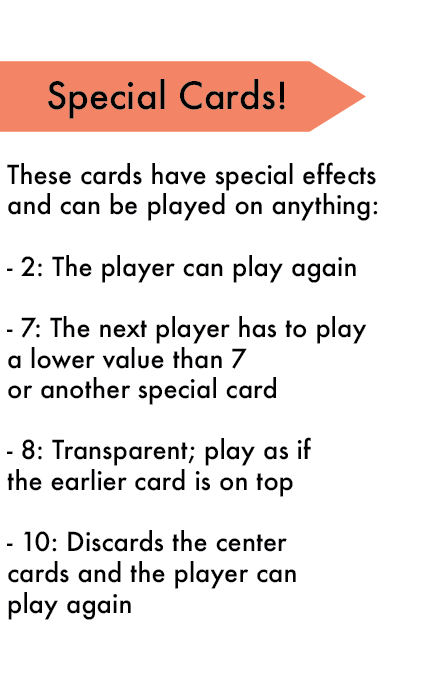 Special Cards!
These cards have special effects
and can be played on anything:
- 2: The player can play again
- 7: The next player has to play
a lower value than 7
or another special card
- 8: Transparent; play as if
the earlier card is on top
- 10: Discards the center
cards and the player can
play again